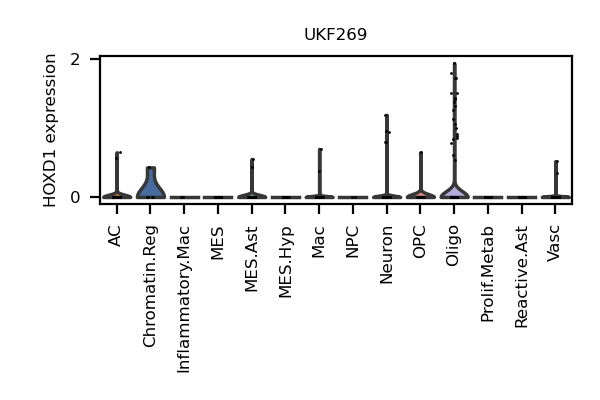 UKF269
HOXD1 expression
2
0
AC
Chromatin.Reg
Inflammatory.Mac
MES
MES.Ast
MES.Hyp
Mac
NPC
Neuron
OPC
Oligo
Prolif.Metab
Reactive.Ast
Vasc